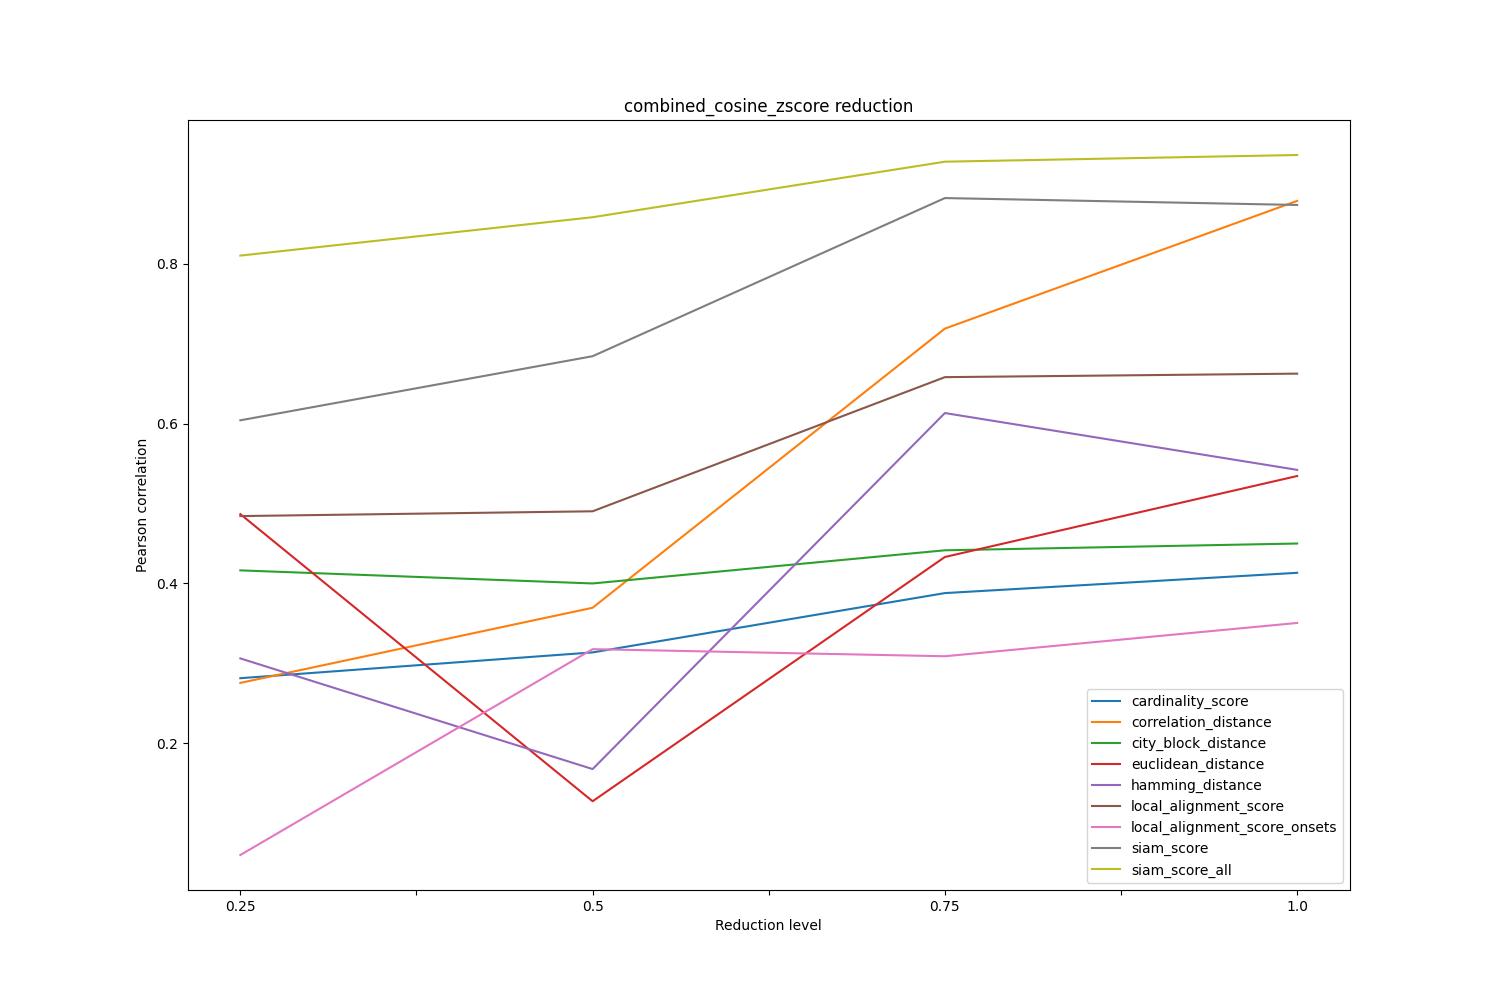 combined_cosine_zscore reduction
Pearson correlation
0.8
0.6
0.4
0.2
0.25
0.5
0.75
1.0
Reduction level
cardinality_score
correlation_distance
city_block_distance
euclidean_distance
hamming_distance
local_alignment_score
local_alignment_score_onsets
siam_score
siam_score_all